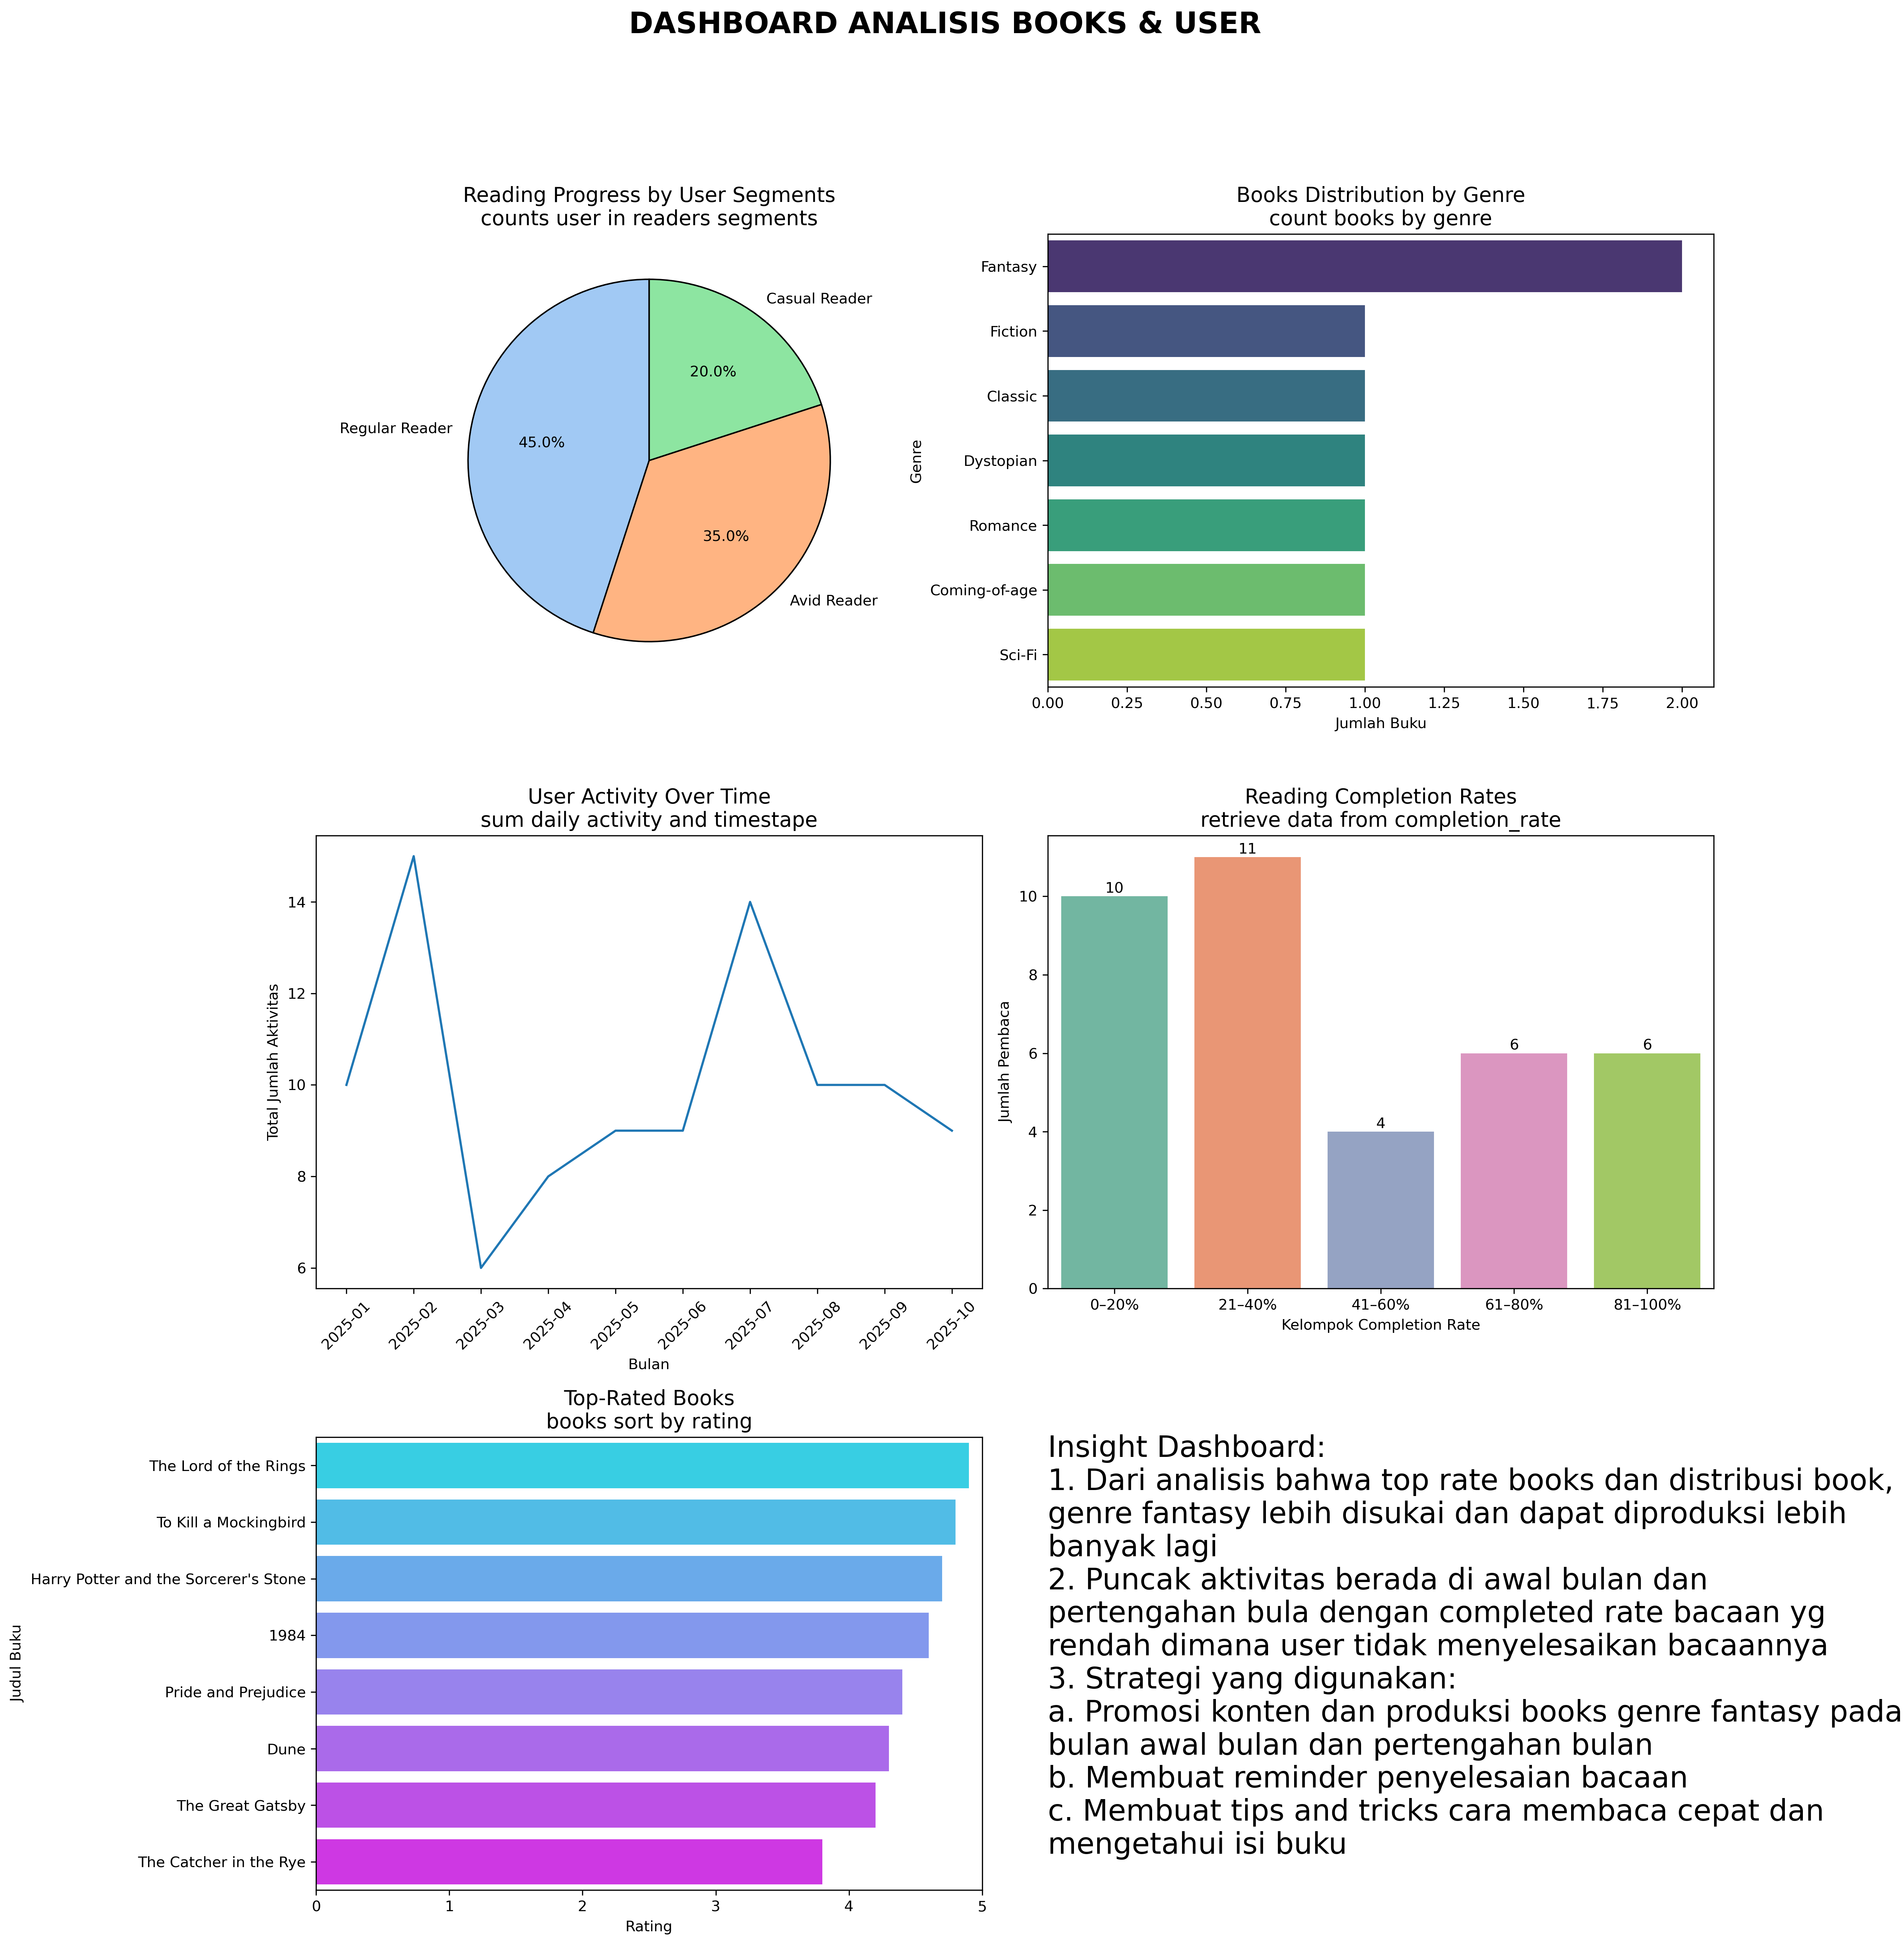 DASHBOARD ANALISIS BOOKS & USER
Reading Progress by User Segments
counts user in readers segments
Casual Reader
20.0%
Regular Reader
45.0%
35.0%
Avid Reader
Books Distribution by Genre
count books by genre
Genre
Fantasy
Fiction
Classic
Dystopian
Romance
Coming-of-age
Sci-Fi
0.00 0.25 0.50 0.75 1.00 1.25 1.50 1.75 2.00
Jumlah Buku
User Activity Over Time
sum daily activity and timestape
Total Jumlah Aktivitas
14
12
10
8
6
2025-01 2025-02 2025-03 2025-04 2025-05 2025-06 2025-07 2025-08 2025-09 2025-10
Bulan
Reading Completion Rates
retrieve data from completion_rate
Jumlah Pembaca
10
8
6
4
2
0
10 11 4 6 6
0–20% 21–40% 41–60% 61–80% 81–100%
Kelompok Completion Rate
Top-Rated Books
books sort by rating
Judul Buku
The Lord of the Rings
To Kill a Mockingbird
Harry Potter and the Sorcerer's Stone
1984
Pride and Prejudice
Dune
The Great Gatsby
The Catcher in the Rye
0 1 2 3 4 5
Rating
Insight Dashboard:
1. Dari analisis bahwa top rate books dan distribusi book,
genre fantasy lebih disukai dan dapat diproduksi lebih
banyak lagi
2. Puncak aktivitas berada di awal bulan dan
pertengahan bula dengan completed rate bacaan yg
rendah dimana user tidak menyelesaikan bacaannya
3. Strategi yang digunakan:
a. Promosi konten dan produksi books genre fantasy pada
bulan awal bulan dan pertengahan bulan
b. Membuat reminder penyelesaian bacaan
c. Membuat tips and tricks cara membaca cepat dan
mengetahui isi buku